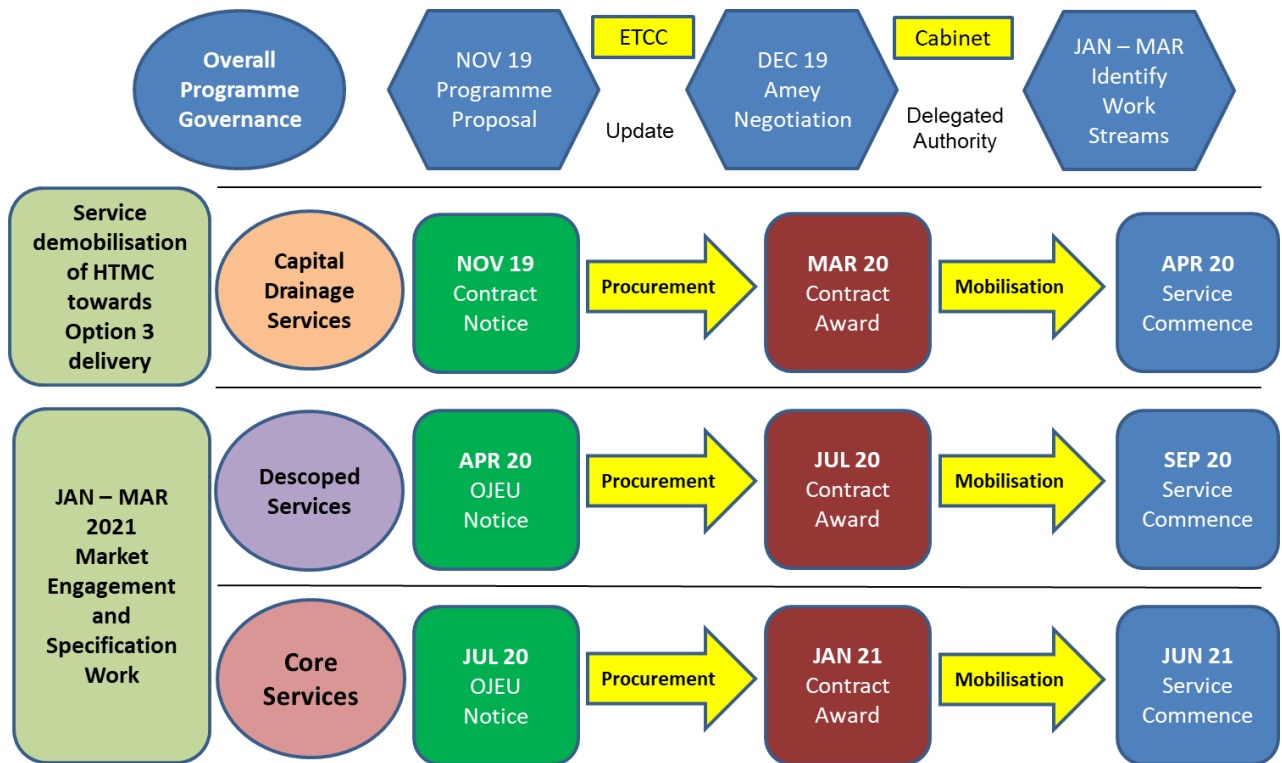 Overall
Programme
Governance
NOV 19
Programme
Proposal
ETCC
Update
DEC 19
Amey
Negotiation
Cabinet
Delegated
Authority
JAN – MAR
Identify
Work
Streams
Service
demobilisation
of HTMC
towards
Option 3
delivery
Capital
Drainage
Services
NOV 19
Contract
Notice
Procurement
MAR 20
Contract
Award
Mobilisation
APR 20
Service
Commence
JAN – MAR
2021
Market
Engagement
and
Specification
Work
Descoped
Services
APR 20
OJEU
Notice
Procurement
JUL 20
Contract
Award
Mobilisation
SEP 20
Service
Commence
Core
Services
JUL 20
OJEU
Notice
Procurement
JAN 21
Contract
Award
Mobilisation
JUN 21
Service
Commence